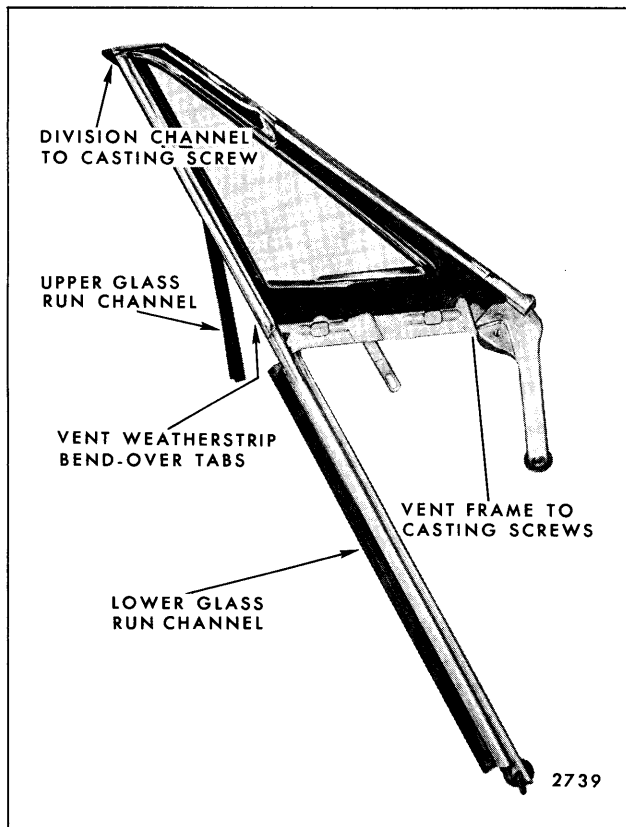 DIVISION CHANNEL
TO CASTING SCREW
UPPER GLASS
RUN CHANNEL
VENT WEATHERSTRIP
BEND-OVER TABS
VENT FRAME TO
CASTING SCREWS
LOWER GLASS
RUN CHANNEL
2739